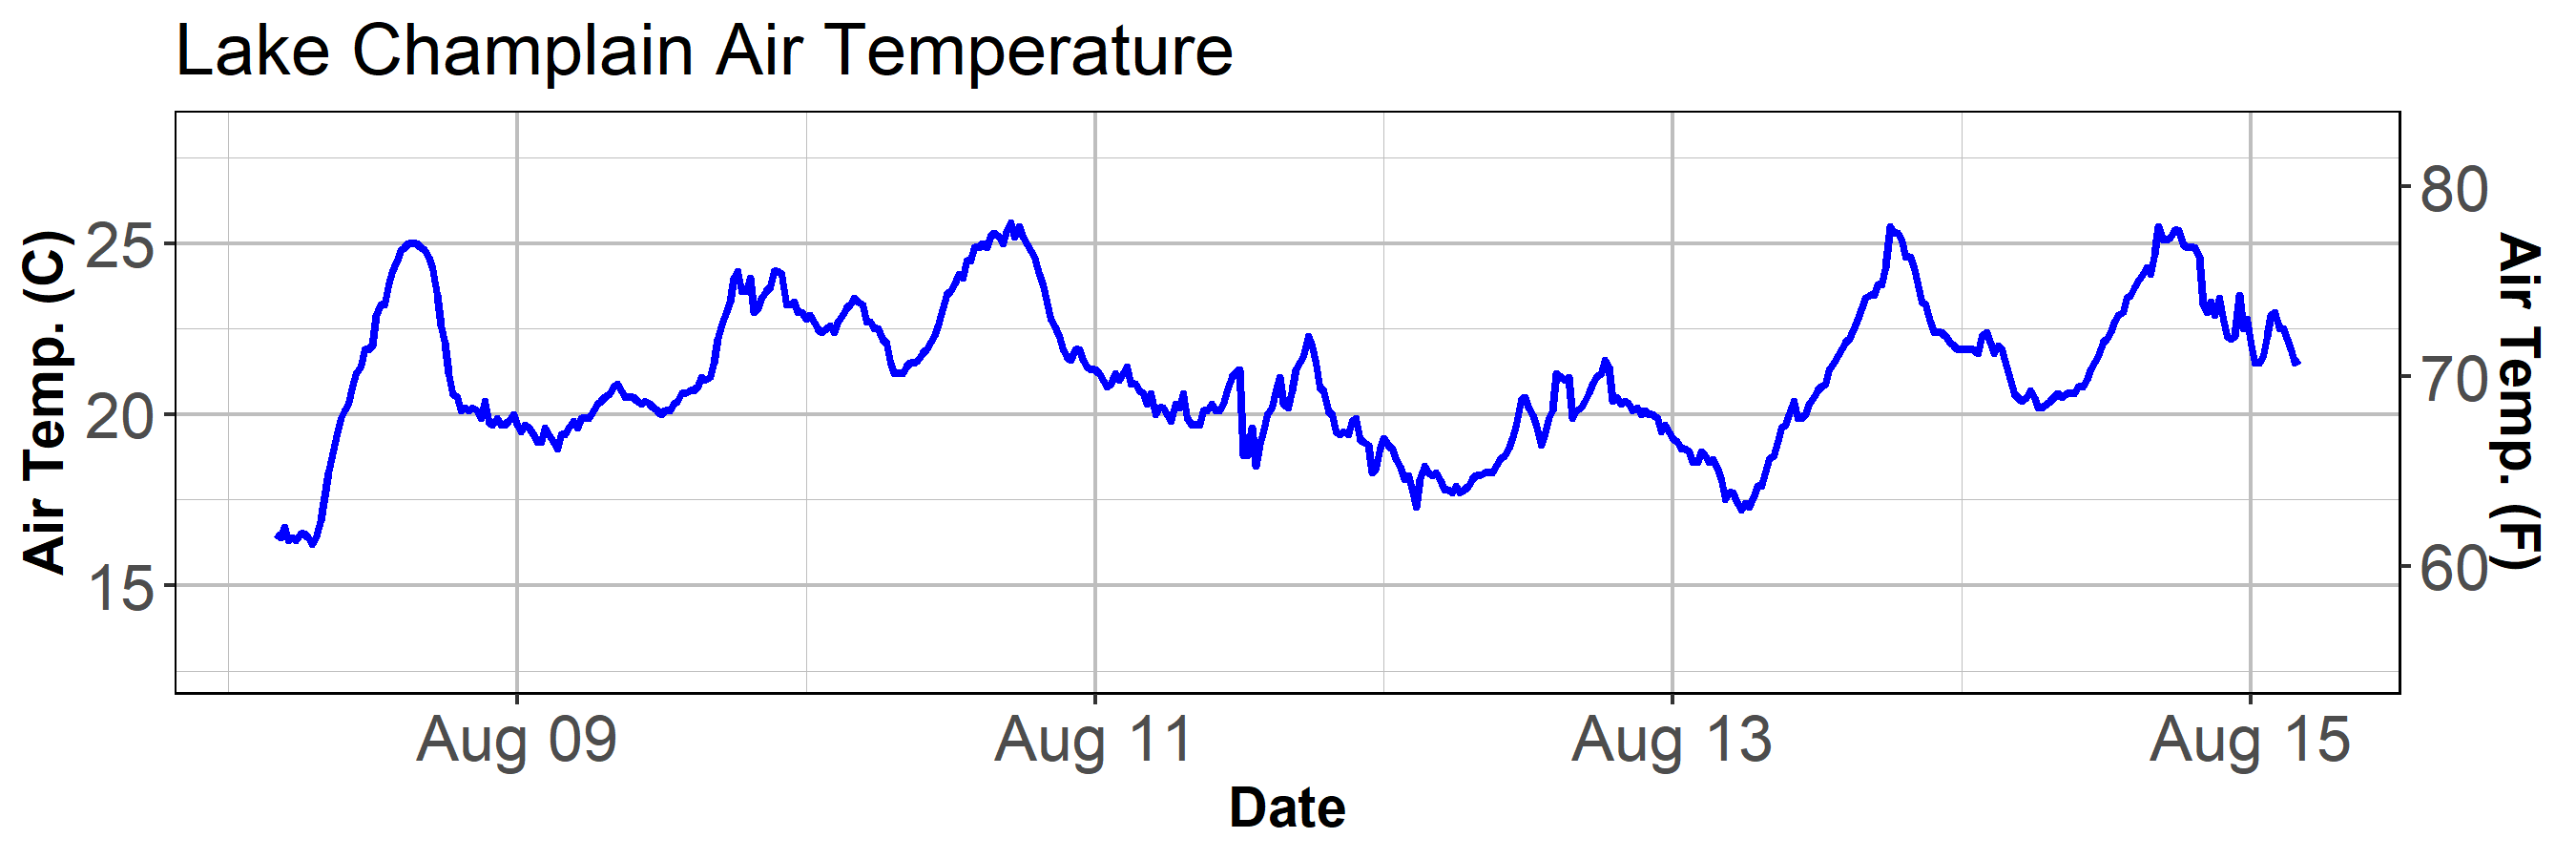 Lake Champlain Air Temperature
Air Temp. (C)
25
20
15
80
70
60
Air Temp. (F)
Aug 09 Aug 11 Aug 13 Aug 15
Date